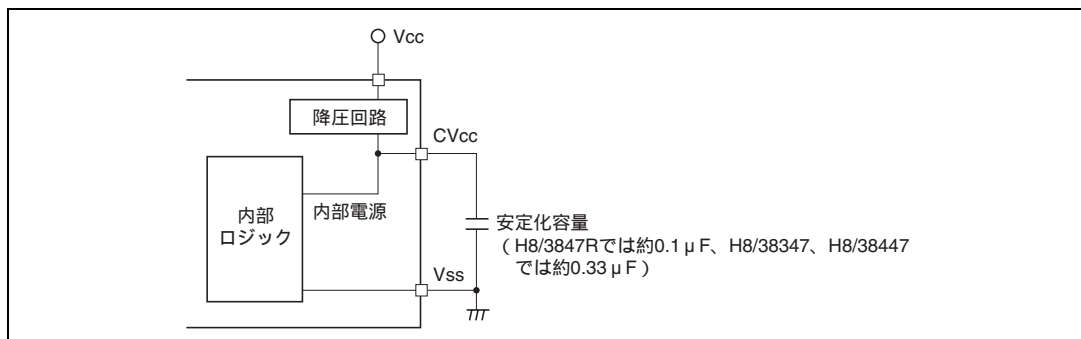 Vcc
降圧回路
CVcc
内部
ロジック
内部電源
安定化容量
（H8/3847Rでは約0.1μF、H8/38347、H8/38447
では約0.33μF）
Vss